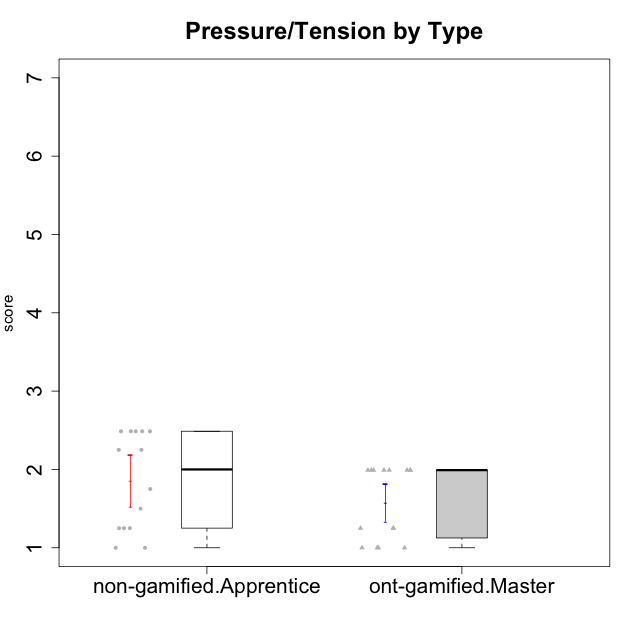 Pressure/Tension by Type
7
6
5
4
3
2
1
score
non-gamified.Apprentice
ont-gamified.Master